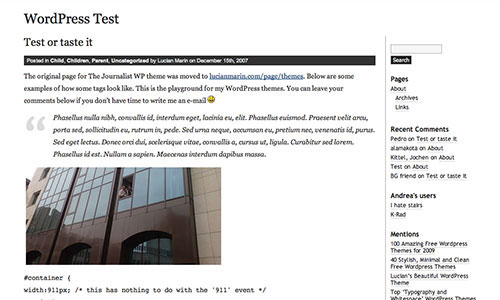 WordPress Test
Test or taste it
Posted in Child, Children, Parent, Uncategorized by Lucian Marin on December 15th, 2007
The original page for The Journalist WP theme was moved to lucianmarin.com/page/themes. Below are some
examples of how some tags look like. This is the playground for my WordPress themes. You can leave your
comments below if you don't have time to write me an e-mail
“
Phasellus nulla nibh, convallis id, interdum eget, lacinia eu, elit. Phasellus euismod. Praesent velit arcu,
porta sed, sollicitudin eu, rutrum in, pede. Sed urna neque, accumsan eu, pretium nec, venenatis id, purus.
Sed eget lectus. Donec orci dui, scelerisque vitae, convallis a, cursus ut, ligula. Curabitur sed lorem.
Phasellus id est. Nullam a sapien. Maecenas interdum dapibus massa.
#container {
width:911px; /* this has nothing to do with the '911' event */
Search
Pages
About
Archives
Links
Recent Comments
Pedro on Test or taste it
alamakota on About
Kittel, Jochen on About
Test on About
BG friend on Test or taste it
Andrea's users
I hate stairs
K-Rad
Mentions
100 Amazing Free Wordpress
Themes for 2009
40 Stylish, Minimal and Clean
Free Wordpress Themes
Lucian's Beautiful WordPress
Theme
Top 'Typography and
Whitespace' WordPress Themes